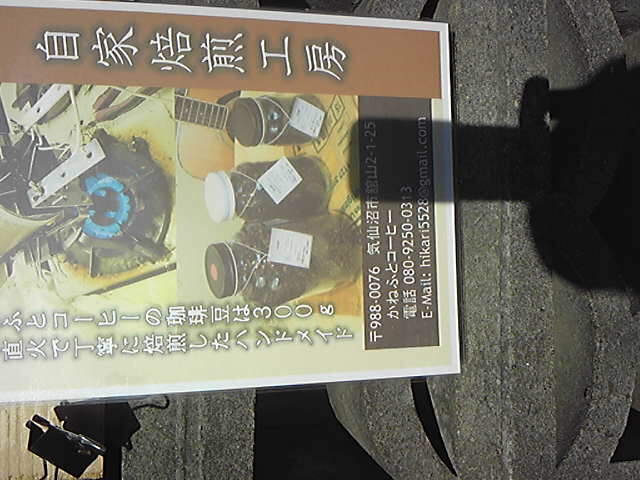 自家焙煎工房
ふとコーヒーの珈琲豆は300g
直火で丁寧に焙煎したハンドメイド
〒988-0076 気仙沼市舘山2-1-25
かねふとコーヒー
電話 080-9250-0313
E-Mail: hikari5528@gmail.com